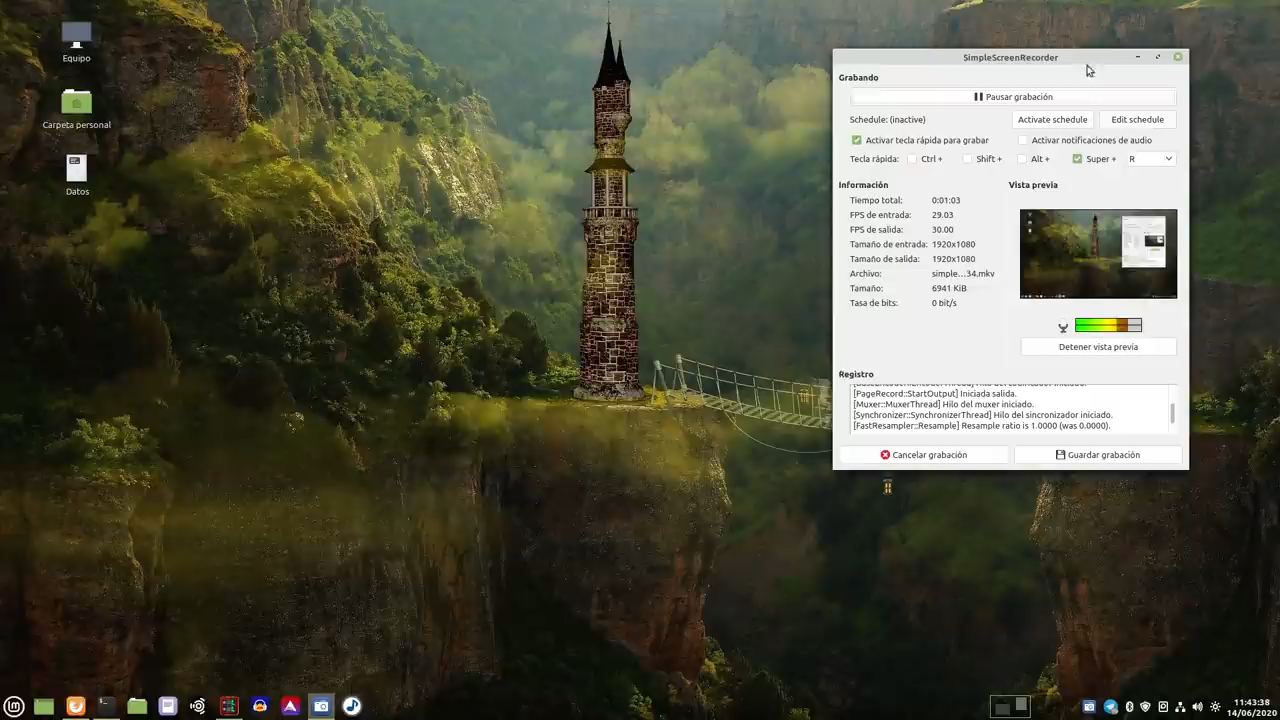 Equipo
Carpeta personal
Datos
SimpleScreenRecorder
Grabando
Pausar grabación
Schedule: (inactive)
Activate schedule
Edit schedule
Activar tecla rápida para grabar
Activar notificaciones de audio
Tecla rápida:
Ctrl +
Shift +
Alt +
Super +
R
Información
Tiempo total: 0:01:03
FPS de entrada: 29.03
FPS de salida: 30.00
Tamaño de entrada: 1920x1080
Tamaño de salida: 1920x1080
Archivo: simple…34.mkv
Tamaño: 6941 KiB
Tasa de bits: 0 bit/s
Vista previa
Detener vista previa
Registro
[PageRecord::StartOutput] Iniciada salida.
[Muxer::MuxerThread] Hilo del muxer iniciado.
[Synchronizer::SynchronizerThread] Hilo del sincronizador iniciado.
[FastResampler::Resample] Resample ratio is 1.0000 (was 0.0000).
Cancelar grabación
Guardar grabación
11:43:38
14/06/2020